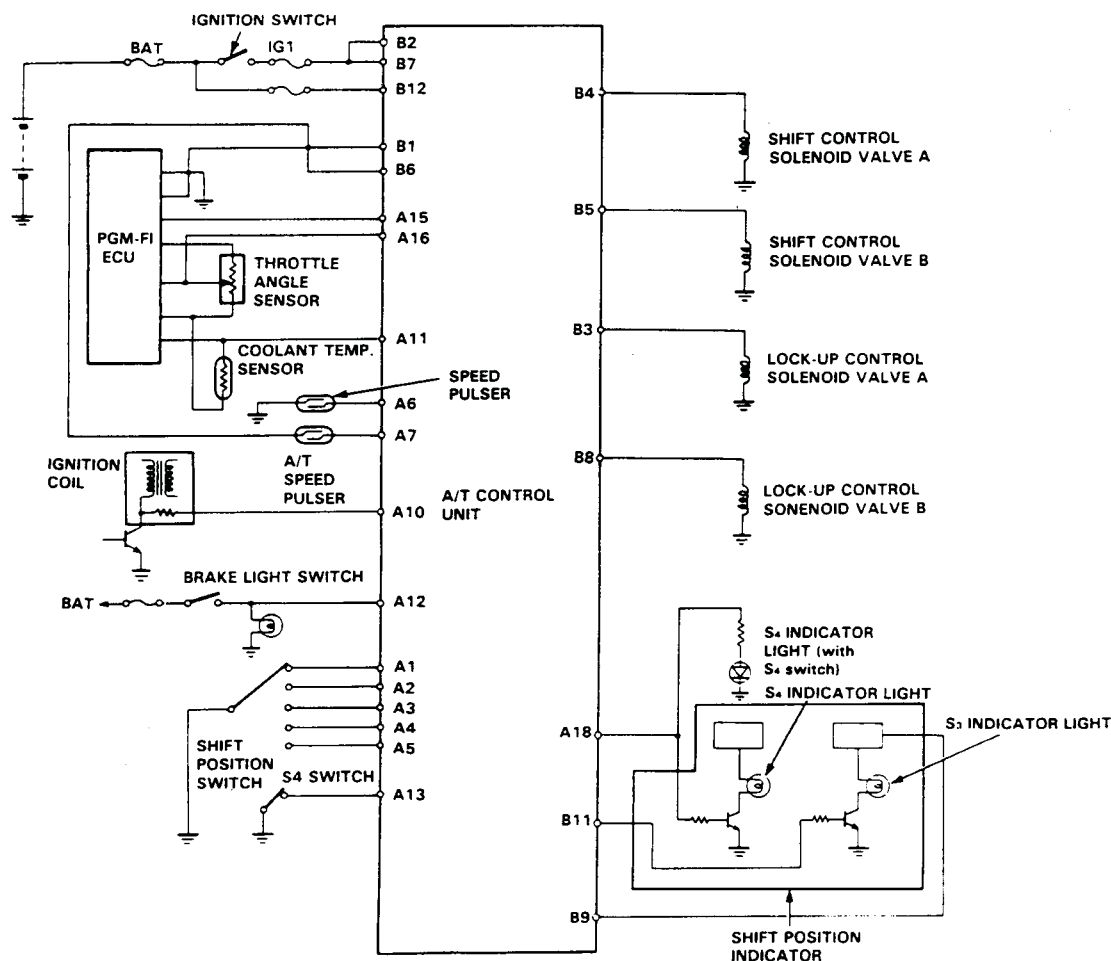 IGNITION SWITCH
BAT
IG1
B2
B7
B12
B1
B6
A15
A16
PGM-FI
ECU
THROTTLE
ANGLE
SENSOR
A11
COOLANT TEMP.
SENSOR
SPEED
PULSER
A6
A7
A/T
SPEED
PULSER
IGNITION
COIL
A10
A/T CONTROL
UNIT
BRAKE LIGHT SWITCH
BAT
A12
A1
A2
A3
A4
A5
SHIFT
POSITION
SWITCH
S4 SWITCH
A13
B4
SHIFT CONTROL
SOLENOID VALVE A
B5
SHIFT CONTROL
SOLENOID VALVE B
B3
LOCK-UP CONTROL
SOLENOID VALVE A
B8
LOCK-UP CONTROL
SONENOID VALVE B
S4 INDICATOR
LIGHT (with
S4 switch)
S4 INDICATOR LIGHT
A18
S3 INDICATOR LIGHT
B11
B9
SHIFT POSITION
INDICATOR